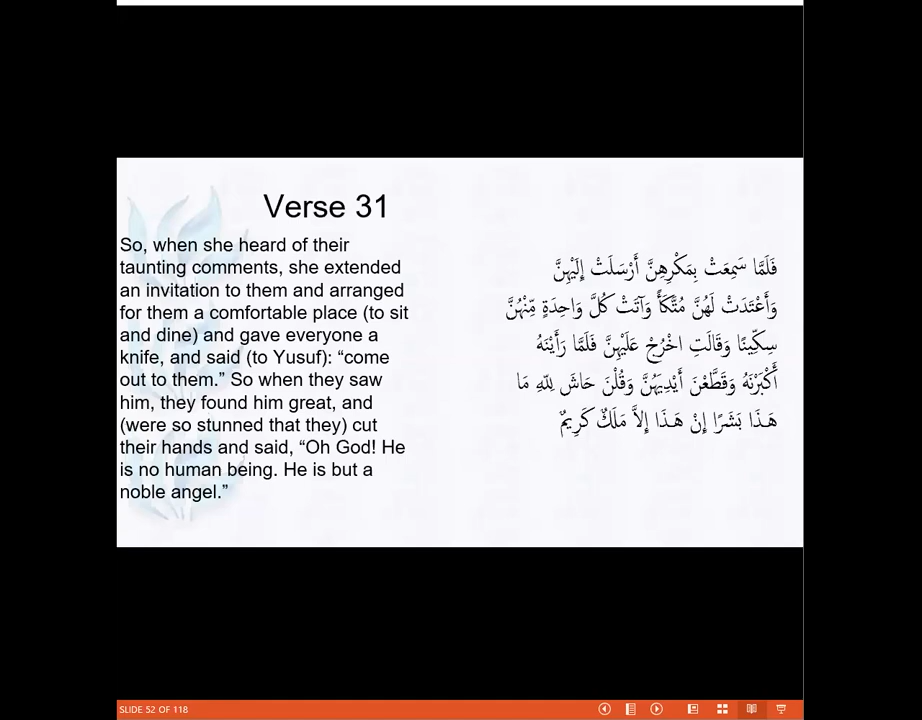 Verse 31
So, when she heard of their
taunting comments, she extended
an invitation to them and arranged
for them a comfortable place (to sit
and dine) and gave everyone a
knife, and said (to Yusuf): “come
out to them.” So when they saw
him, they found him great, and
(were so stunned that they) cut
their hands and said, “Oh God! He
is no human being. He is but a
noble angel.”
فَلَمَّا سَمِعَتْ بِمَكْرِهِنَّ أَرْسَلَتْ إِلَيْهِنَّ
وَأَعْتَدَتْ لَهُنَّ مُتَّكَأً وَآتَتْ كُلَّ وَاحِدَةٍ مِّنْهُنَّ
سِكِّينًا وَقَالَتِ اخْرُجْ عَلَيْهِنَّ فَلَمَّا رَأَيْنَهُ
أَكْبَرْنَهُ وَقَطَّعْنَ أَيْدِيَهُنَّ وَقُلْنَ حَاشَ لِلّهِ مَا
هَـذَا بَشَرًا إِنْ هَـذَا إِلاَّ مَلَكٌ كَرِيمٌ
SLIDE 52 OF 118